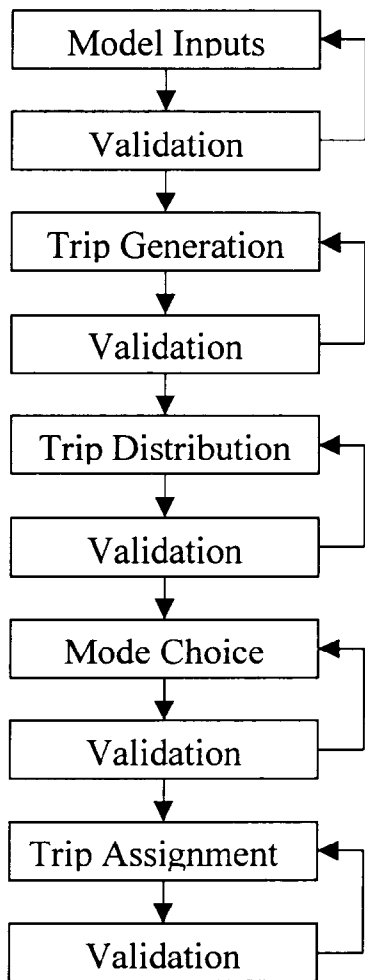 Model Inputs
Validation
Trip Generation
Validation
Trip Distribution
Validation
Mode Choice
Validation
Trip Assignment
Validation